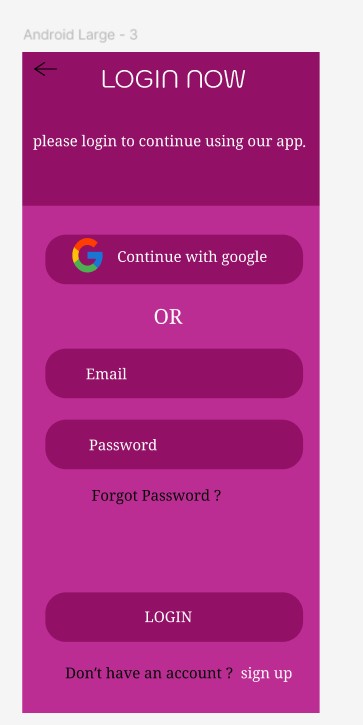 Android Large - 3
LOGIN NOW
please login to continue using our app.
Continue with google
OR
Email
Password
Forgot Password ?
LOGIN
Don't have an account ? sign up